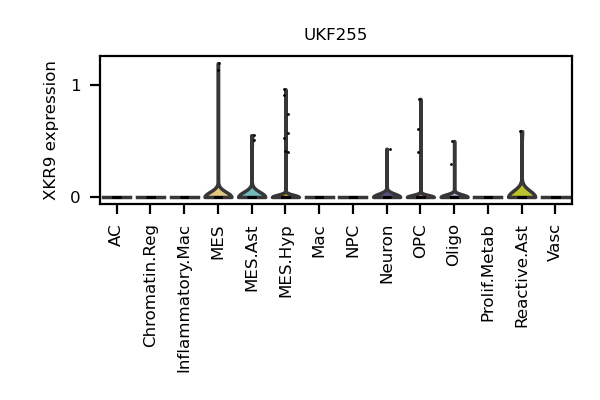 UKF255
XKR9 expression
1
0
AC
Chromatin.Reg
Inflammatory.Mac
MES
MES.Ast
MES.Hyp
Mac
NPC
Neuron
OPC
Oligo
Prolif.Metab
Reactive.Ast
Vasc